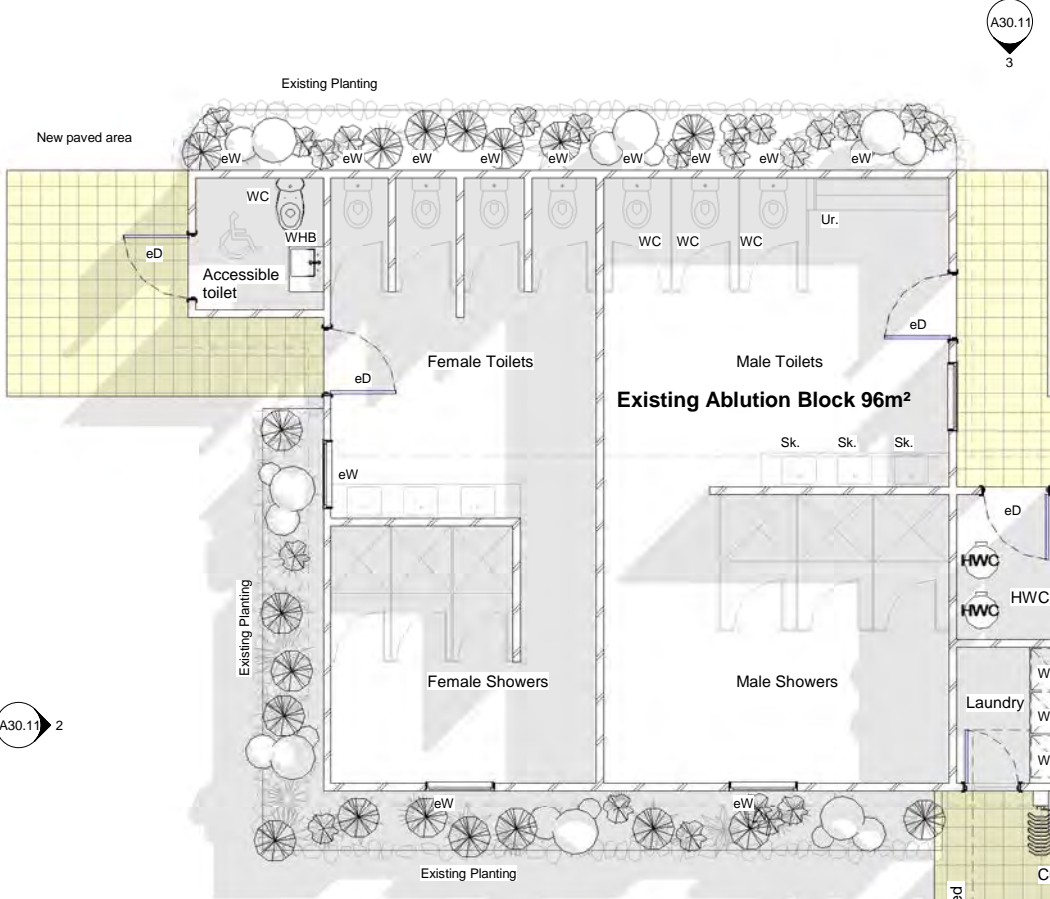 A30.11
3
Existing Planting
New paved area
eW
eW
eW
eW
eW
eW
eW
eW
eW
WC
WHB
eD
Accessible
toilet
WC
WC
WC
Ur.
eD
Female Toilets
Male Toilets
eD
Existing Ablution Block 96m²
Sk.
Sk.
Sk.
eW
eD
HWC
HWC
HWC
Existing Planting
Female Showers
Male Showers
Laundry
W
W
W
A30.11
2
eW
eW
Existing Planting
C
ed